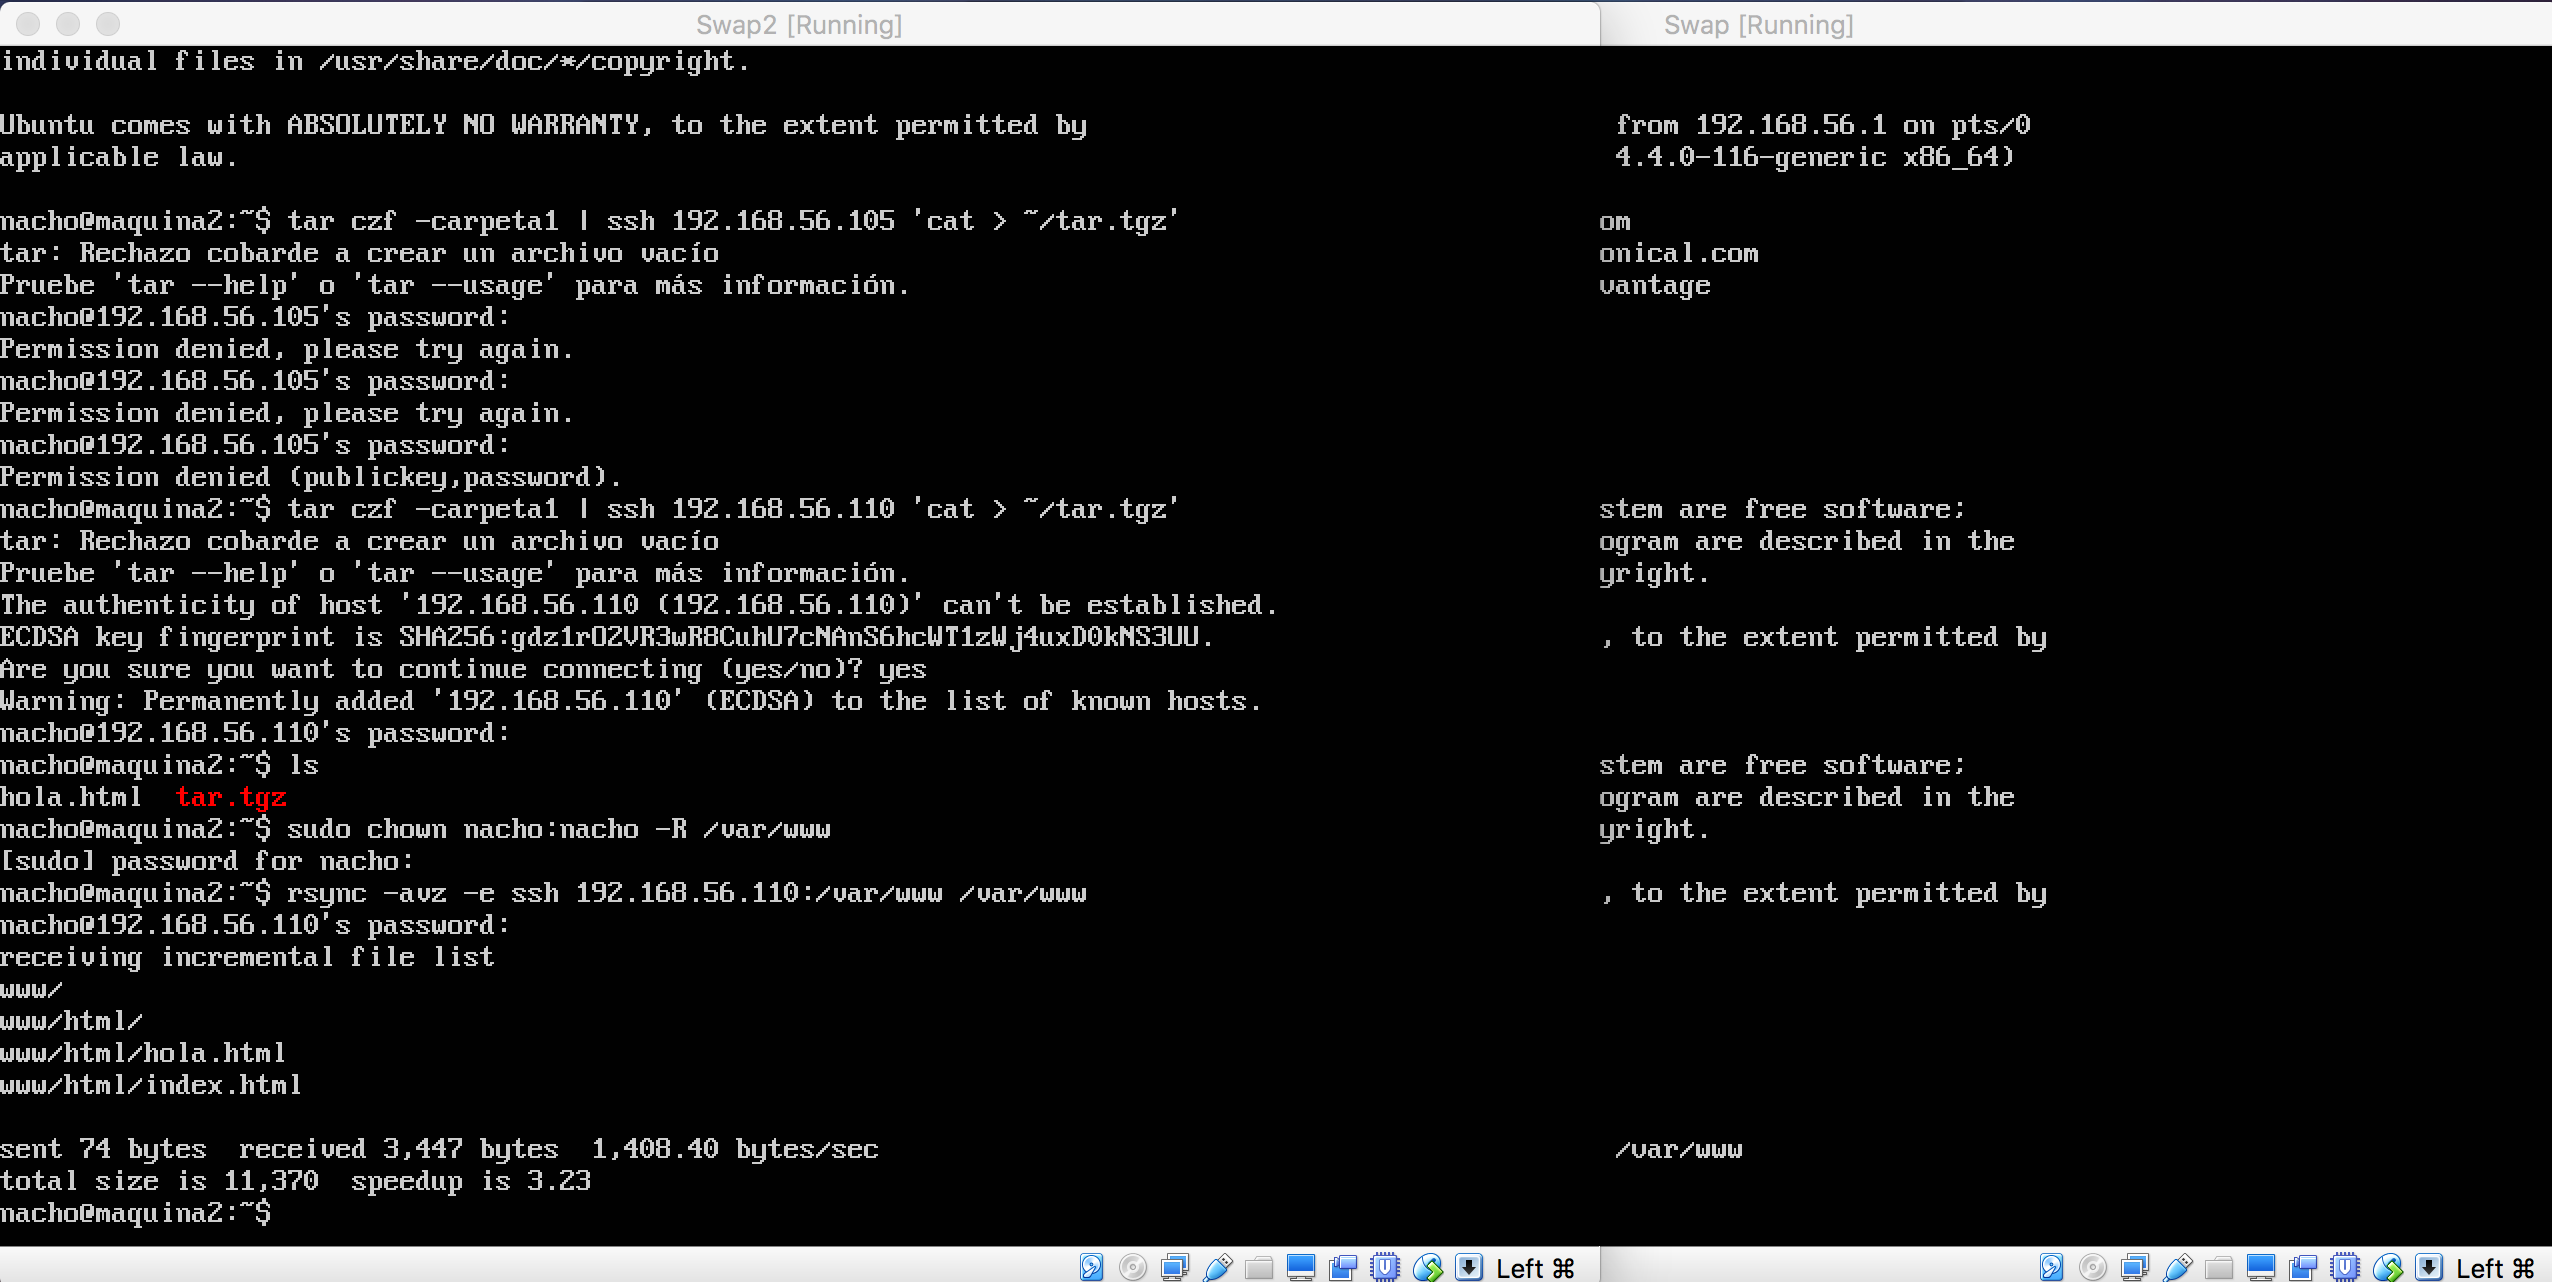 Swap2 [Running]
individual files in /usr/share/doc/*/copyright.
Ubuntu comes with ABSOLUTELY NO WARRANTY, to the extent permitted by
applicable law.
nacho@maquina2:~$ tar czf -carpeta1 | ssh 192.168.56.105 'cat > ~/tar.tgz'
tar: Rechazo cobarde a crear un archivo vacío
Pruebe 'tar --help' o 'tar --usage' para más información.
nacho@192.168.56.105's password:
Permission denied, please try again.
nacho@192.168.56.105's password:
Permission denied, please try again.
nacho@192.168.56.105's password:
Permission denied (publickey,password).
nacho@maquina2:~$ tar czf -carpeta1 | ssh 192.168.56.110 'cat > ~/tar.tgz'
tar: Rechazo cobarde a crear un archivo vacío
Pruebe 'tar --help' o 'tar --usage' para más información.
The authenticity of host '192.168.56.110 (192.168.56.110)' can't be established.
ECDSA key fingerprint is SHA256:gdz1rO2VR3wR8CuhU7cNAnS6hcWT1zWj4uxD0kNS3UU.
Are you sure you want to continue connecting (yes/no)? yes
Warning: Permanently added '192.168.56.110' (ECDSA) to the list of known hosts.
nacho@192.168.56.110's password:
nacho@maquina2:~$ ls
hola.html  tar.tgz
nacho@maquina2:~$ sudo chown nacho:nacho -R /var/www
[sudo] password for nacho:
nacho@maquina2:~$ rsync -avz -e ssh 192.168.56.110:/var/www /var/www
nacho@192.168.56.110's password:
receiving incremental file list
www/
www/html/
www/html/hola.html
www/html/index.html
sent 74 bytes  received 3,447 bytes  1,408.40 bytes/sec
total size is 11,370  speedup is 3.23
nacho@maquina2:~$
Left ⌘
Swap [Running]
from 192.168.56.1 on pts/0
4.4.0-116-generic x86_64)
om
onical.com
vantage
stem are free software;
ogram are described in the
yright.
, to the extent permitted by
stem are free software;
ogram are described in the
yright.
, to the extent permitted by
/var/www
Left ⌘